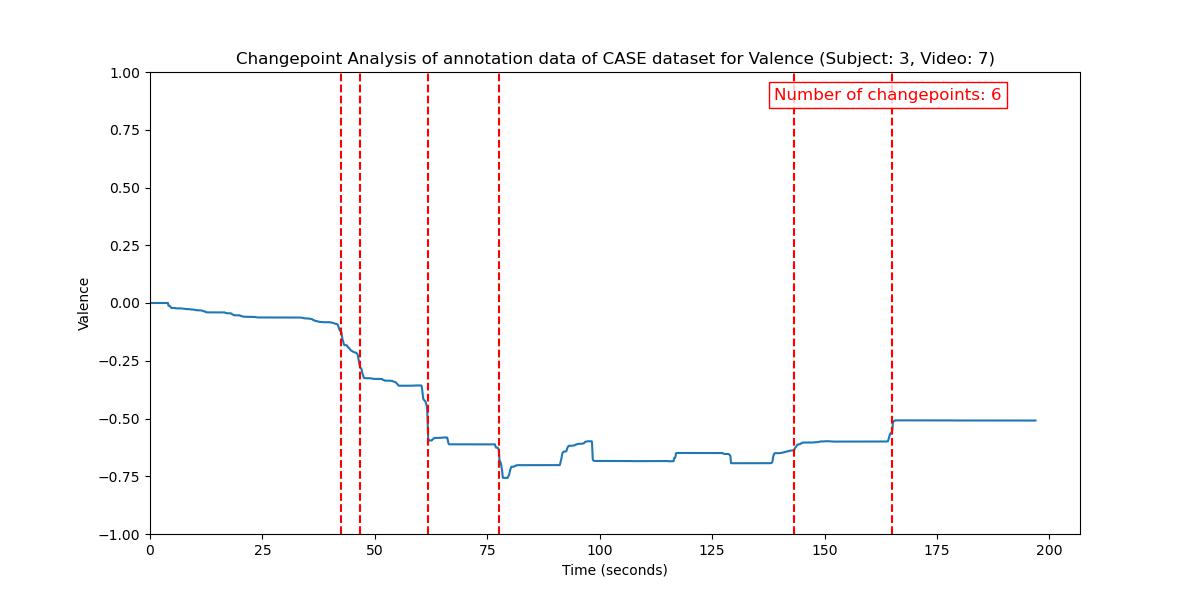 Changepoint Analysis of annotation data of CASE dataset for Valence (Subject: 3, Video: 7)
Number of changepoints: 6
Valence
1.00
0.75
0.50
0.25
0.00
−0.25
−0.50
−0.75
−1.00
0 25 50 75 100 125 150 175 200
Time (seconds)